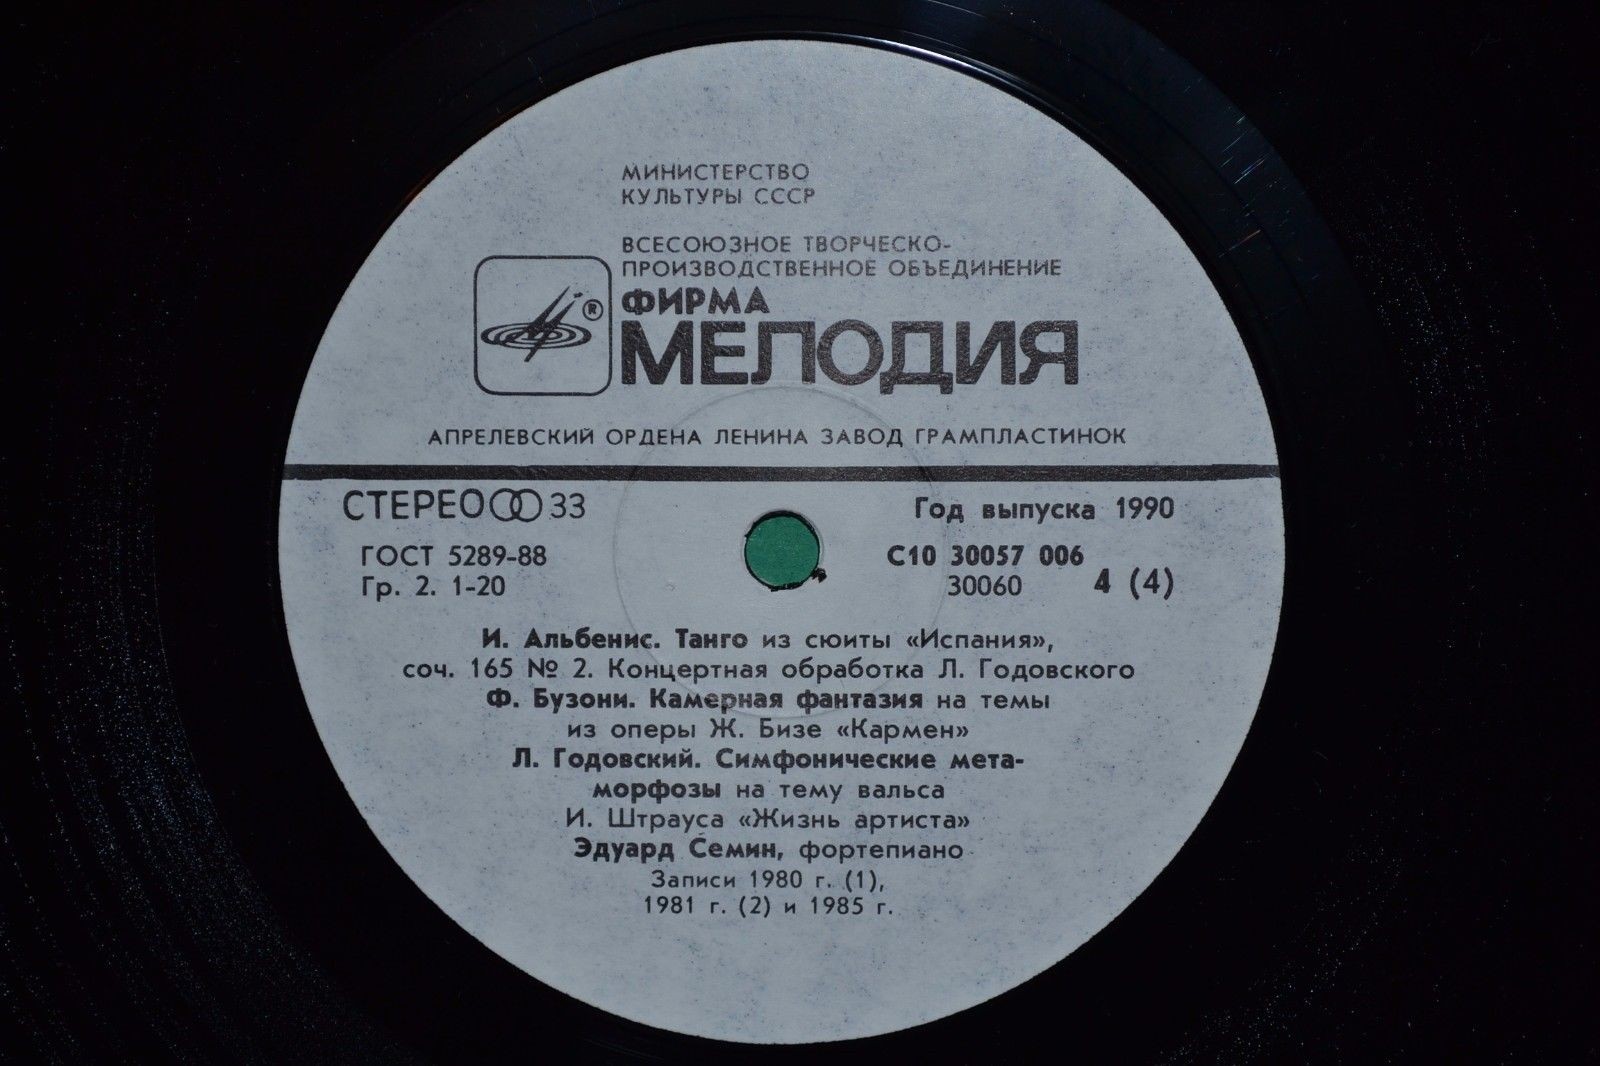 МИНИСТЕРСТВО
КУЛЬТУРЫ СССР
ВСЕСОЮЗНОЕ ТВОРЧЕСКО-
ПРОИЗВОДСТВЕННОЕ ОБЪЕДИНЕНИЕ
ФИРМА
®
МЕЛОДИЯ
АПРЕЛЕВСКИЙ ОРДЕНА ЛЕНИНА ЗАВОД ГРАМПЛАСТИНОК
СТЕРЕО 33
Год выпуска 1990
ГОСТ 5289-88
С10 30057 006
Гр. 2. 1-20
30060 4 (4)
И. Альбенис. Танго из сюиты «Испания»,
соч. 165 № 2. Концертная обработка Л. Годовского
Ф. Бузони. Камерная фантазия на темы
из оперы Ж. Бизе «Кармен»
Л. Годовский. Симфонические мета-
морфозы на тему вальса
И. Штрауса «Жизнь артиста»
Эдуард Семин, фортепиано
Записи 1980 г. (1),
1981 г. (2) и 1985 г.